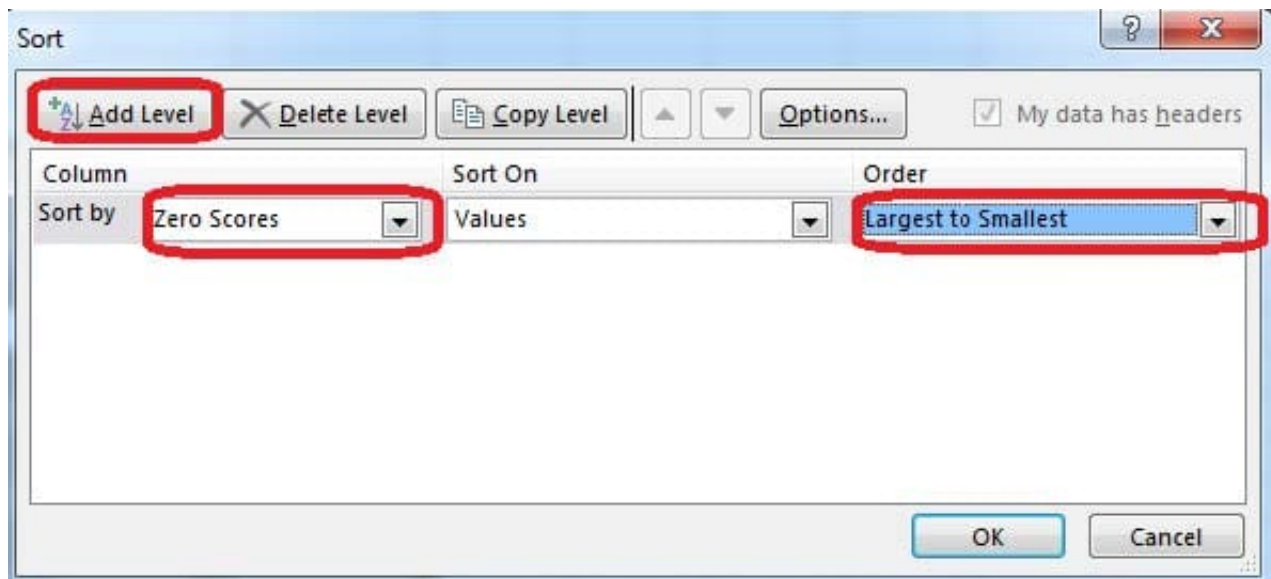 Sort
Add Level Delete Level Copy Level Options... My data has headers
Column Sort On Order
Sort by Zero Scores Values Largest to Smallest
OK Cancel